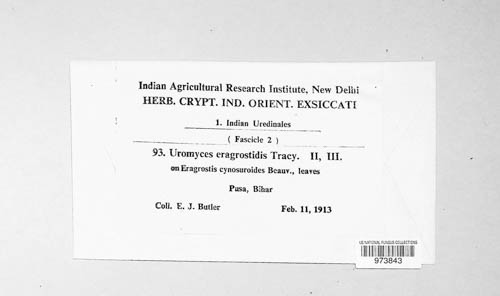 Indian Agricultural Research Institute, New Delhi
HERB. CRYPT. IND. ORIENT. EXSICCATI
1. Indian Uredinales
( Fascicle 2 )
93. Uromyces eragrostidis Tracy. II, III.
on Eragrostis cynosuroides Beauv., leaves
Pusa, Bihar
Coll. E. J. Butler Feb. 11, 1913
US NATIONAL FUNGUS COLLECTIONS
973843